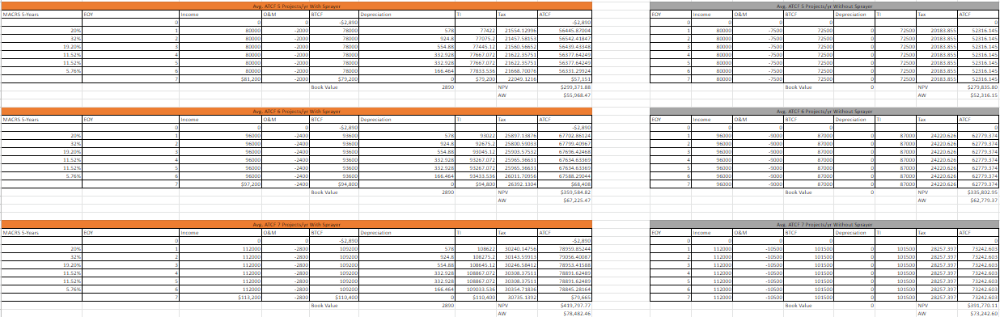 Avg. ATCF 5 Projects/yr With Sprayer Avg. ATCF 5 Projects/yr Without Sprayer
MACRS 5-Years EOY Income O&M BTCF Depreciation TI Tax ATCF EOY Income O&M BTCF Depreciation TI Tax ATCF
0 0 0 -$2,890 -$2,890 0 0 0 0 0
20% 1 80000 -2000 78000 578 77422 21554.12996 56445.87004 1 80000 -7500 72500 0 72500 20183.855 52316.145
32% 2 80000 -2000 78000 924.8 77075.2 21457.58153 56542.41847 2 80000 -7500 72500 0 72500 20183.855 52316.145
19.20% 3 80000 -2000 78000 554.88 77445.12 21560.56652 56439.43348 3 80000 -7500 72500 0 72500 20183.855 52316.145
11.52% 4 80000 -2000 78000 332.928 77667.072 21622.35751 56377.64249 4 80000 -7500 72500 0 72500 20183.855 52316.145
11.52% 5 80000 -2000 78000 332.928 77667.072 21622.35751 56377.64249 5 80000 -7500 72500 0 72500 20183.855 52316.145
5.76% 6 80000 -2000 78000 166.464 77833.536 21668.70076 56331.29924 6 80000 -7500 72500 0 72500 20183.855 52316.145
7 $81,200 -2000 $79,200 0 $79,200 22049.1216 $57,151 7 80000 -7500 72500 0 72500 20183.855 52316.145
Book Value 2890 NPV $299,371.88 Book Value 0 NPV $279,835.80
AW $55,968.47 AW $52,316.15
Avg. ATCF 6 Projects/yr With Sprayer Avg. ATCF 6 Projects/yr Without Sprayer
MACRS 5-Years EOY Income O&M BTCF Depreciation TI Tax ATCF EOY Income O&M BTCF Depreciation TI Tax ATCF
0 0 0 -$2,890 -$2,890 0 0 0 0 0
20% 1 96000 -2400 93600 578 93022 25897.13876 67702.86124 1 96000 -9000 87000 0 87000 24220.626 62779.374
32% 2 96000 -2400 93600 924.8 92675.2 25800.59033 67799.40967 2 96000 -9000 87000 0 87000 24220.626 62779.374
19.20% 3 96000 -2400 93600 554.88 93045.12 25903.57532 67696.42468 3 96000 -9000 87000 0 87000 24220.626 62779.374
11.52% 4 96000 -2400 93600 332.928 93267.072 25965.36631 67634.63369 4 96000 -9000 87000 0 87000 24220.626 62779.374
11.52% 5 96000 -2400 93600 332.928 93267.072 25965.36631 67634.63369 5 96000 -9000 87000 0 87000 24220.626 62779.374
5.76% 6 96000 -2400 93600 166.464 93433.536 26011.70956 67588.29044 6 96000 -9000 87000 0 87000 24220.626 62779.374
7 $97,200 -2400 $94,800 0 $94,800 26392.1304 $68,408 7 96000 -9000 87000 0 87000 24220.626 62779.374
Book Value 2890 NPV $359,584.82 Book Value 0 NPV $335,802.95
AW $67,225.47 AW $62,779.37
Avg. ATCF 7 Projects/yr With Sprayer Avg. ATCF 7 Projects/yr Without Sprayer
MACRS 5-Years EOY Income O&M BTCF Depreciation TI Tax ATCF EOY Income O&M BTCF Depreciation TI Tax ATCF
0 0 0 -$2,890 -$2,890 0 0 0 0 0
20% 1 112000 -2800 109200 578 108622 30240.14756 78959.85244 1 112000 -10500 101500 0 101500 28257.397 73242.603
32% 2 112000 -2800 109200 924.8 108275.2 30143.59913 79056.40087 2 112000 -10500 101500 0 101500 28257.397 73242.603
19.20% 3 112000 -2800 109200 554.88 108645.12 30246.58412 78953.41588 3 112000 -10500 101500 0 101500 28257.397 73242.603
11.52% 4 112000 -2800 109200 332.928 108867.072 30308.37511 78891.62489 4 112000 -10500 101500 0 101500 28257.397 73242.603
11.52% 5 112000 -2800 109200 332.928 108867.072 30308.37511 78891.62489 5 112000 -10500 101500 0 101500 28257.397 73242.603
5.76% 6 112000 -2800 109200 166.464 109033.536 30354.71836 78845.28164 6 112000 -10500 101500 0 101500 28257.397 73242.603
7 $113,200 -2800 $110,400 0 $110,400 30735.1392 $79,665 7 112000 -10500 101500 0 101500 28257.397 73242.603
Book Value 2890 NPV $419,797.77 Book Value 0 NPV $391,770.11
AW $78,482.46 AW $73,242.60